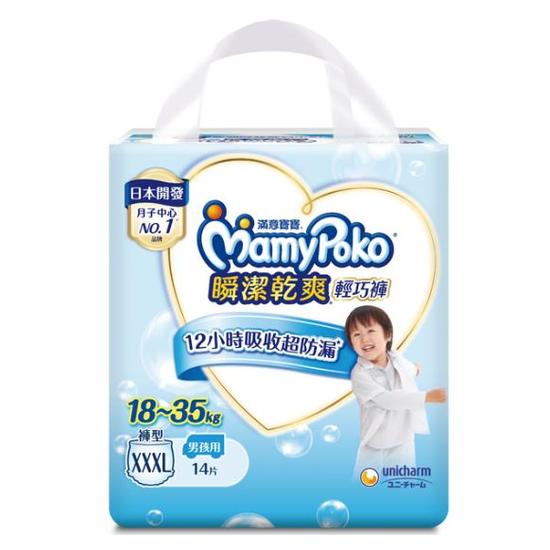 日本開發
月子中心
NO.1
品牌
滿意寶寶
MamyPoko
瞬潔乾爽 輕巧褲
12小時吸收超防漏*
18~35kg
褲型
XXXL
男孩用
14片
unicharm
ユニ・チャーム